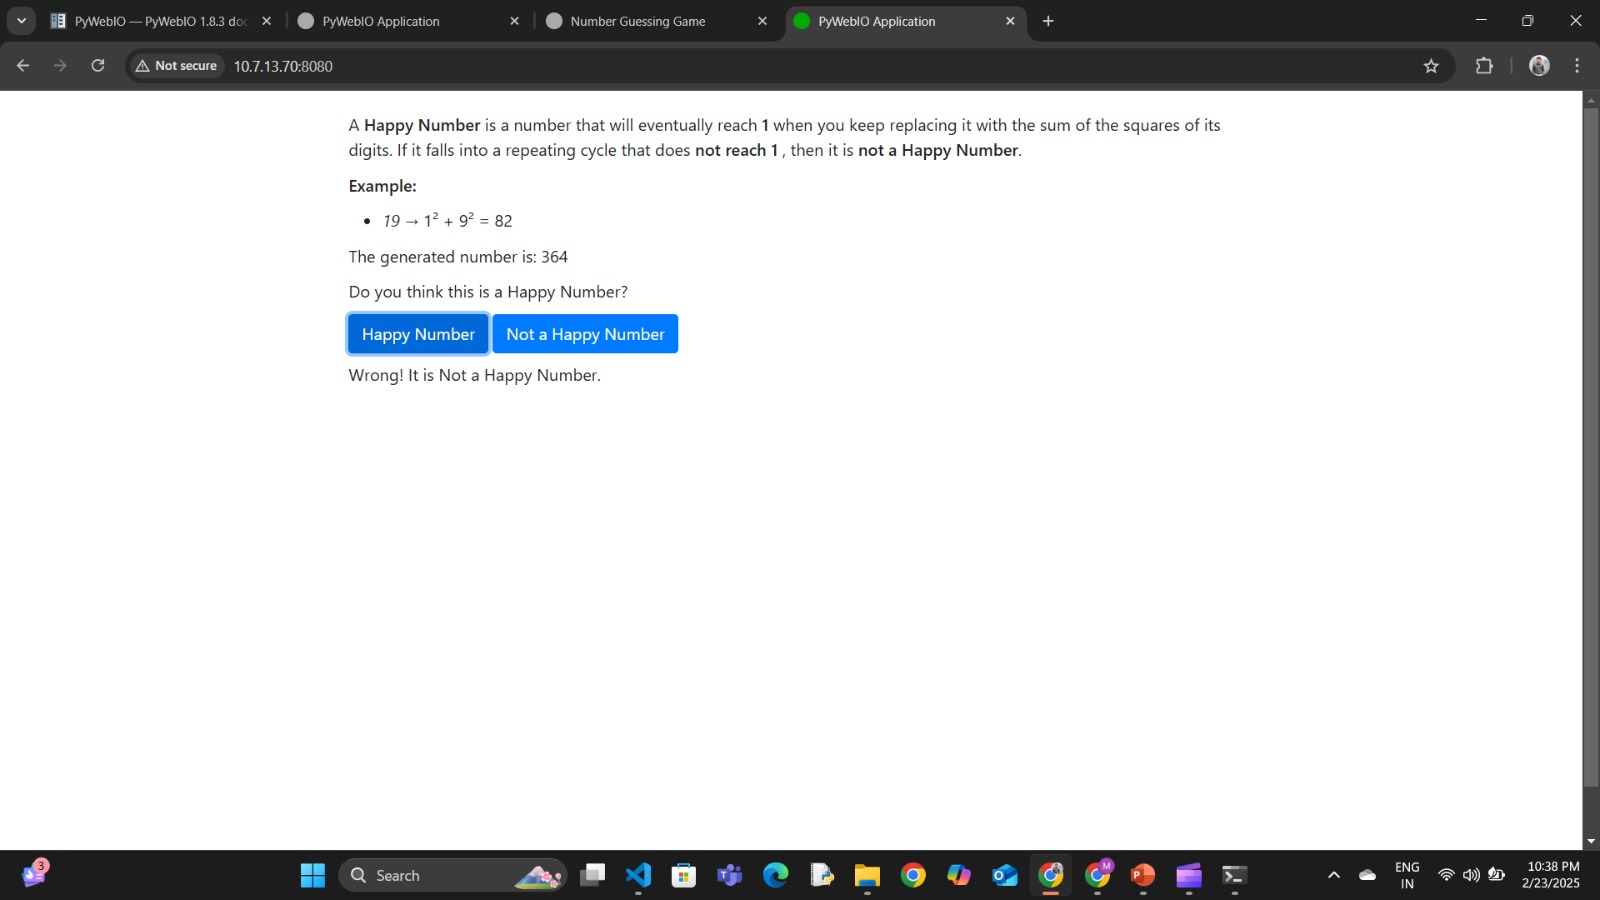 PyWebIO — PyWebIO 1.8.3 doc
PyWebIO Application
Number Guessing Game
PyWebIO Application
Not secure
10.7.13.70:8080
A Happy Number is a number that will eventually reach 1 when you keep replacing it with the sum of the squares of its
digits. If it falls into a repeating cycle that does not reach 1 , then it is not a Happy Number.
Example:
• 19 → 1² + 9² = 82
The generated number is: 364
Do you think this is a Happy Number?
Happy Number Not a Happy Number
Wrong! It is Not a Happy Number.
3
Search
M
ENG
IN
10:38 PM
2/23/2025